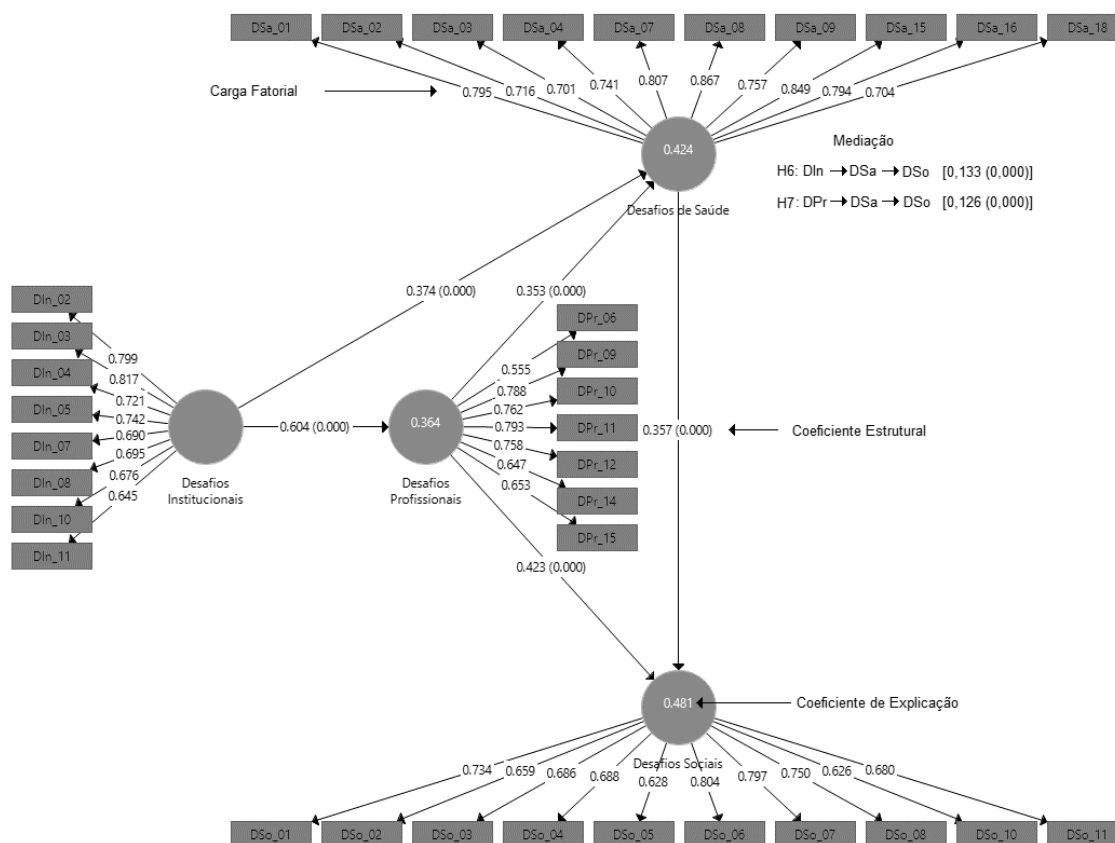 DSa_01 DSa_02 DSa_03 DSa_04 DSa_07 DSa_08 DSa_09 DSa_15 DSa_16 DSa_18
Carga Fatorial
0.795 0.716 0.701 0.741 0.807 0.867 0.757 0.849 0.794 0.704
0.424
Desafios de Saúde
Mediação
H6: DIn DSa DSo [0,133 (0,000)]
H7: DPr DSa DSo [0,126 (0,000)]
0.374 (0.000)
0.353 (0.000)
DIn_02
DIn_03
DIn_04
DIn_05
DIn_07
DIn_08
DIn_10
DIn_11
0.799
0.817
0.721
0.742
0.690
0.695
0.676
0.645
Desafios
Institucionais
0.604 (0.000)
0.364
Desafios
Profissionais
0.555
0.788
0.762
0.793
0.758
0.647
0.653
DPr_06
DPr_09
DPr_10
DPr_11
DPr_12
DPr_14
DPr_15
0.357 (0.000)
Coeficiente Estrutural
0.423 (0.000)
0.481
Coeficiente de Explicação
Desafios Sociais
0.734 0.659 0.686 0.688 0.628 0.804 0.797 0.750 0.626 0.680
DSo_01 DSo_02 DSo_03 DSo_04 DSo_05 DSo_06 DSo_07 DSo_08 DSo_10 DSo_11